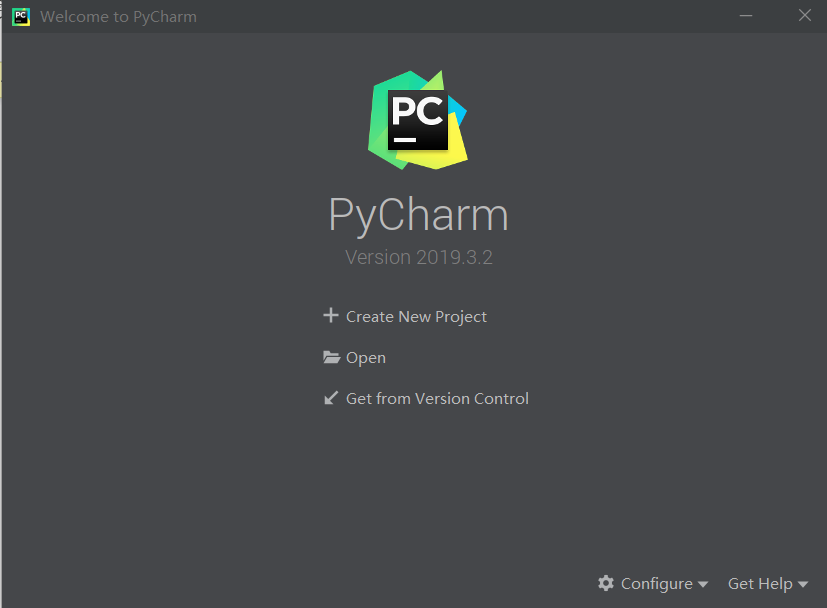 PC Welcome to PyCharm
PC
PyCharm
Version 2019.3.2
Create New Project
Open
Get from Version Control
Configure Get Help